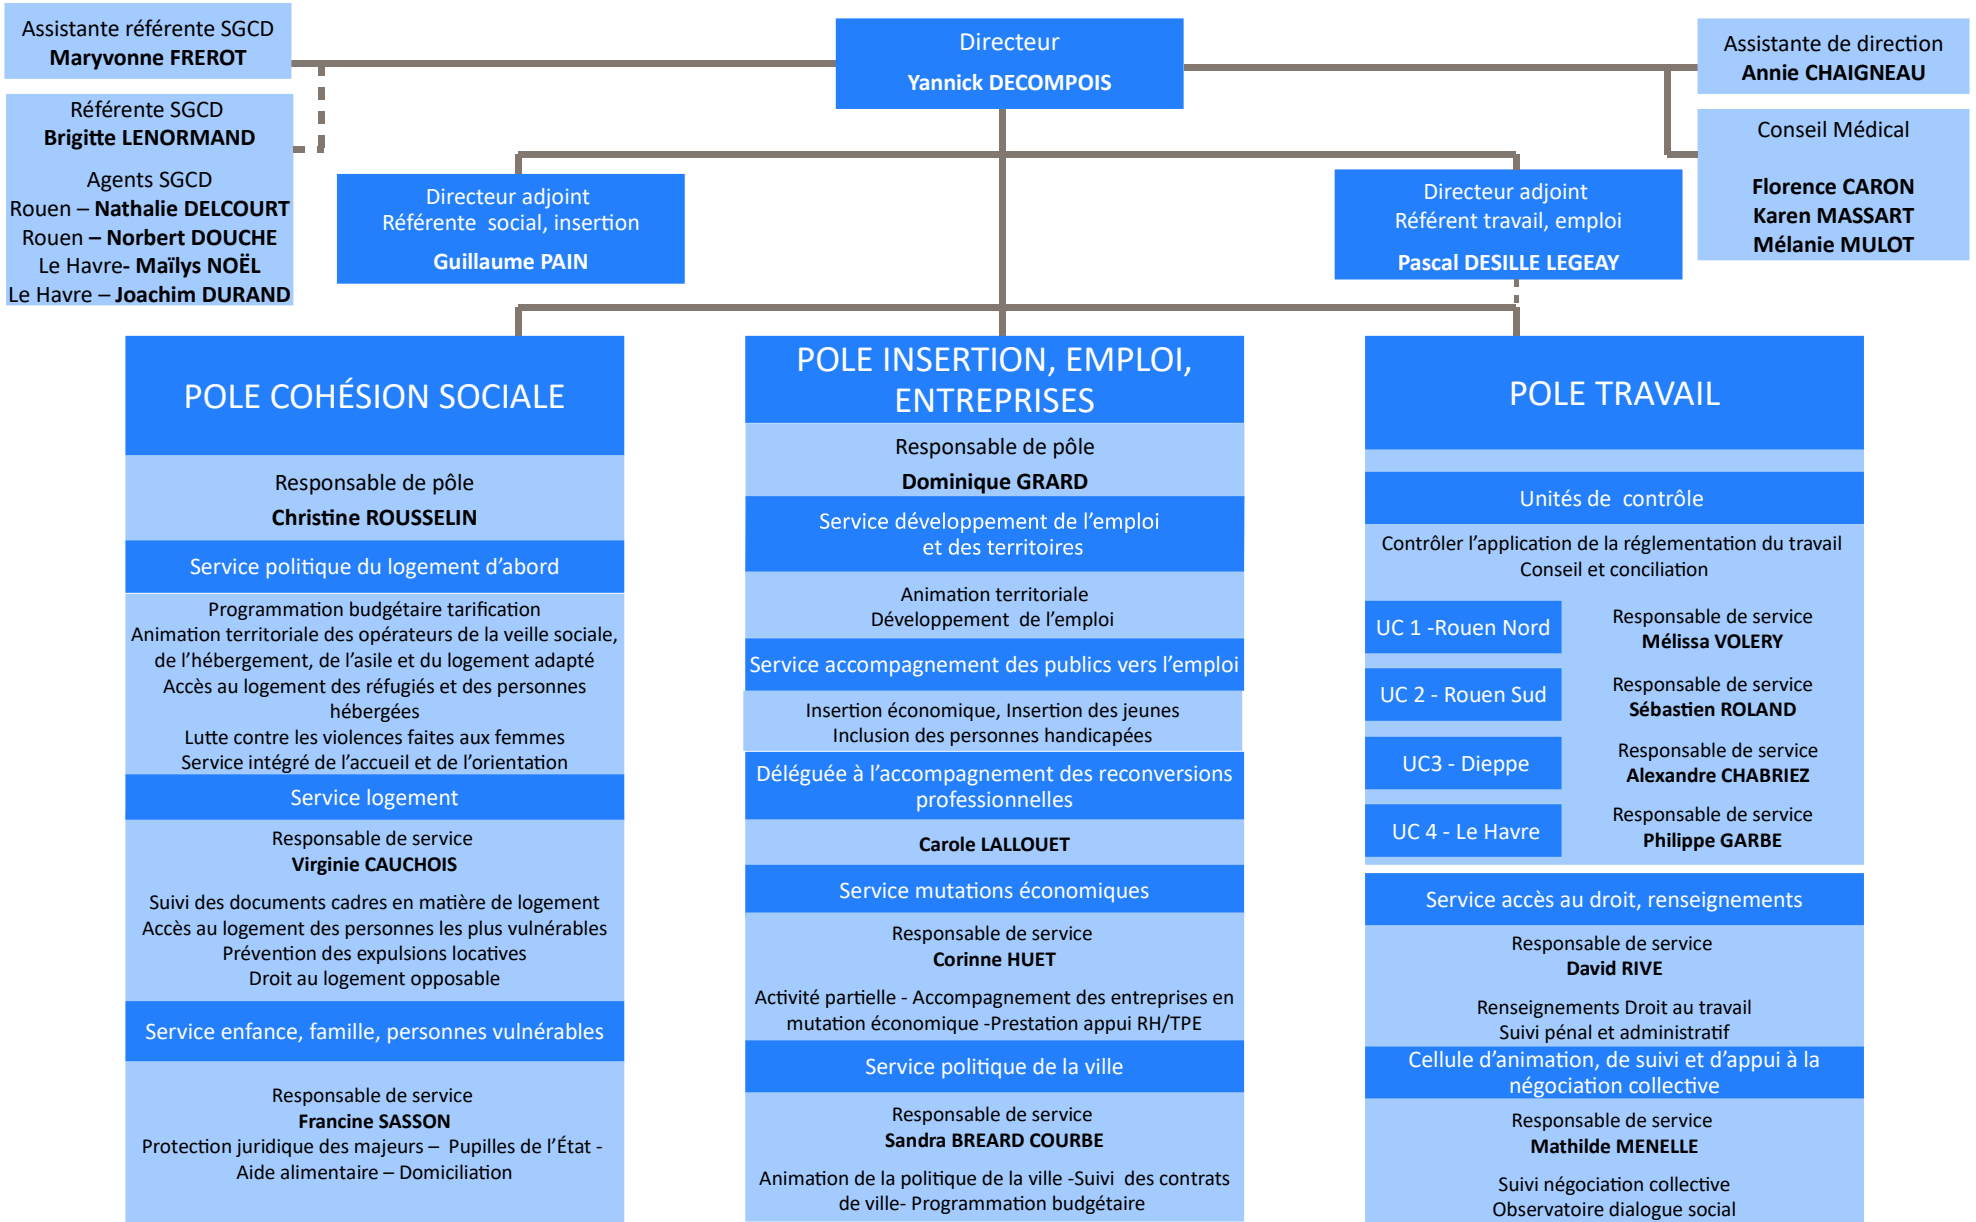 Assistante référente SGCD
Maryvonne FREROT
Référente SGCD
Brigitte LENORMAND
Agents SGCD
Rouen – Nathalie DELCOURT
Rouen – Norbert DOUCHE
Le Havre- Maïlys NOËL
Le Havre – Joachim DURAND
Directeur
Yannick DECOMPOIS
Assistante de direction
Annie CHAIGNEAU
Conseil Médical
Florence CARON
Karen MASSART
Mélanie MULOT
Directeur adjoint
Référente social, insertion
Guillaume PAIN
Directeur adjoint
Référent travail, emploi
Pascal DESILLE LEGEAY
POLE COHÉSION SOCIALE
Responsable de pôle
Christine ROUSSELIN
Service politique du logement d’abord
Programmation budgétaire tarification
Animation territoriale des opérateurs de la veille sociale,
de l’hébergement, de l’asile et du logement adapté
Accès au logement des réfugiés et des personnes
hébergées
Lutte contre les violences faites aux femmes
Service intégré de l’accueil et de l’orientation
Service logement
Responsable de service
Virginie CAUCHOIS
Suivi des documents cadres en matière de logement
Accès au logement des personnes les plus vulnérables
Prévention des expulsions locatives
Droit au logement opposable
Service enfance, famille, personnes vulnérables
Responsable de service
Francine SASSON
Protection juridique des majeurs – Pupilles de l’État -
Aide alimentaire – Domiciliation
POLE INSERTION, EMPLOI,
ENTREPRISES
Responsable de pôle
Dominique GRARD
Service développement de l’emploi
et des territoires
Animation territoriale
Développement de l’emploi
Service accompagnement des publics vers l’emploi
Insertion économique, Insertion des jeunes
Inclusion des personnes handicapées
Déléguée à l’accompagnement des reconversions
professionnelles
Carole LALLOUET
Service mutations économiques
Responsable de service
Corinne HUET
Activité partielle - Accompagnement des entreprises en
mutation économique -Prestation appui RH/TPE
Service politique de la ville
Responsable de service
Sandra BREARD COURBE
Animation de la politique de la ville -Suivi des contrats
de ville- Programmation budgétaire
POLE TRAVAIL
Unités de contrôle
Contrôler l’application de la réglementation du travail
Conseil et conciliation
UC 1 -Rouen Nord
Responsable de service
Mélissa VOLERY
UC 2 - Rouen Sud
Responsable de service
Sébastien ROLAND
UC3 - Dieppe
Responsable de service
Alexandre CHABRIEZ
UC 4 - Le Havre
Responsable de service
Philippe GARBE
Service accès au droit, renseignements
Responsable de service
David RIVE
Renseignements Droit au travail
Suivi pénal et administratif
Cellule d’animation, de suivi et d’appui à la
négociation collective
Responsable de service
Mathilde MENELLE
Suivi négociation collective
Observatoire dialogue social